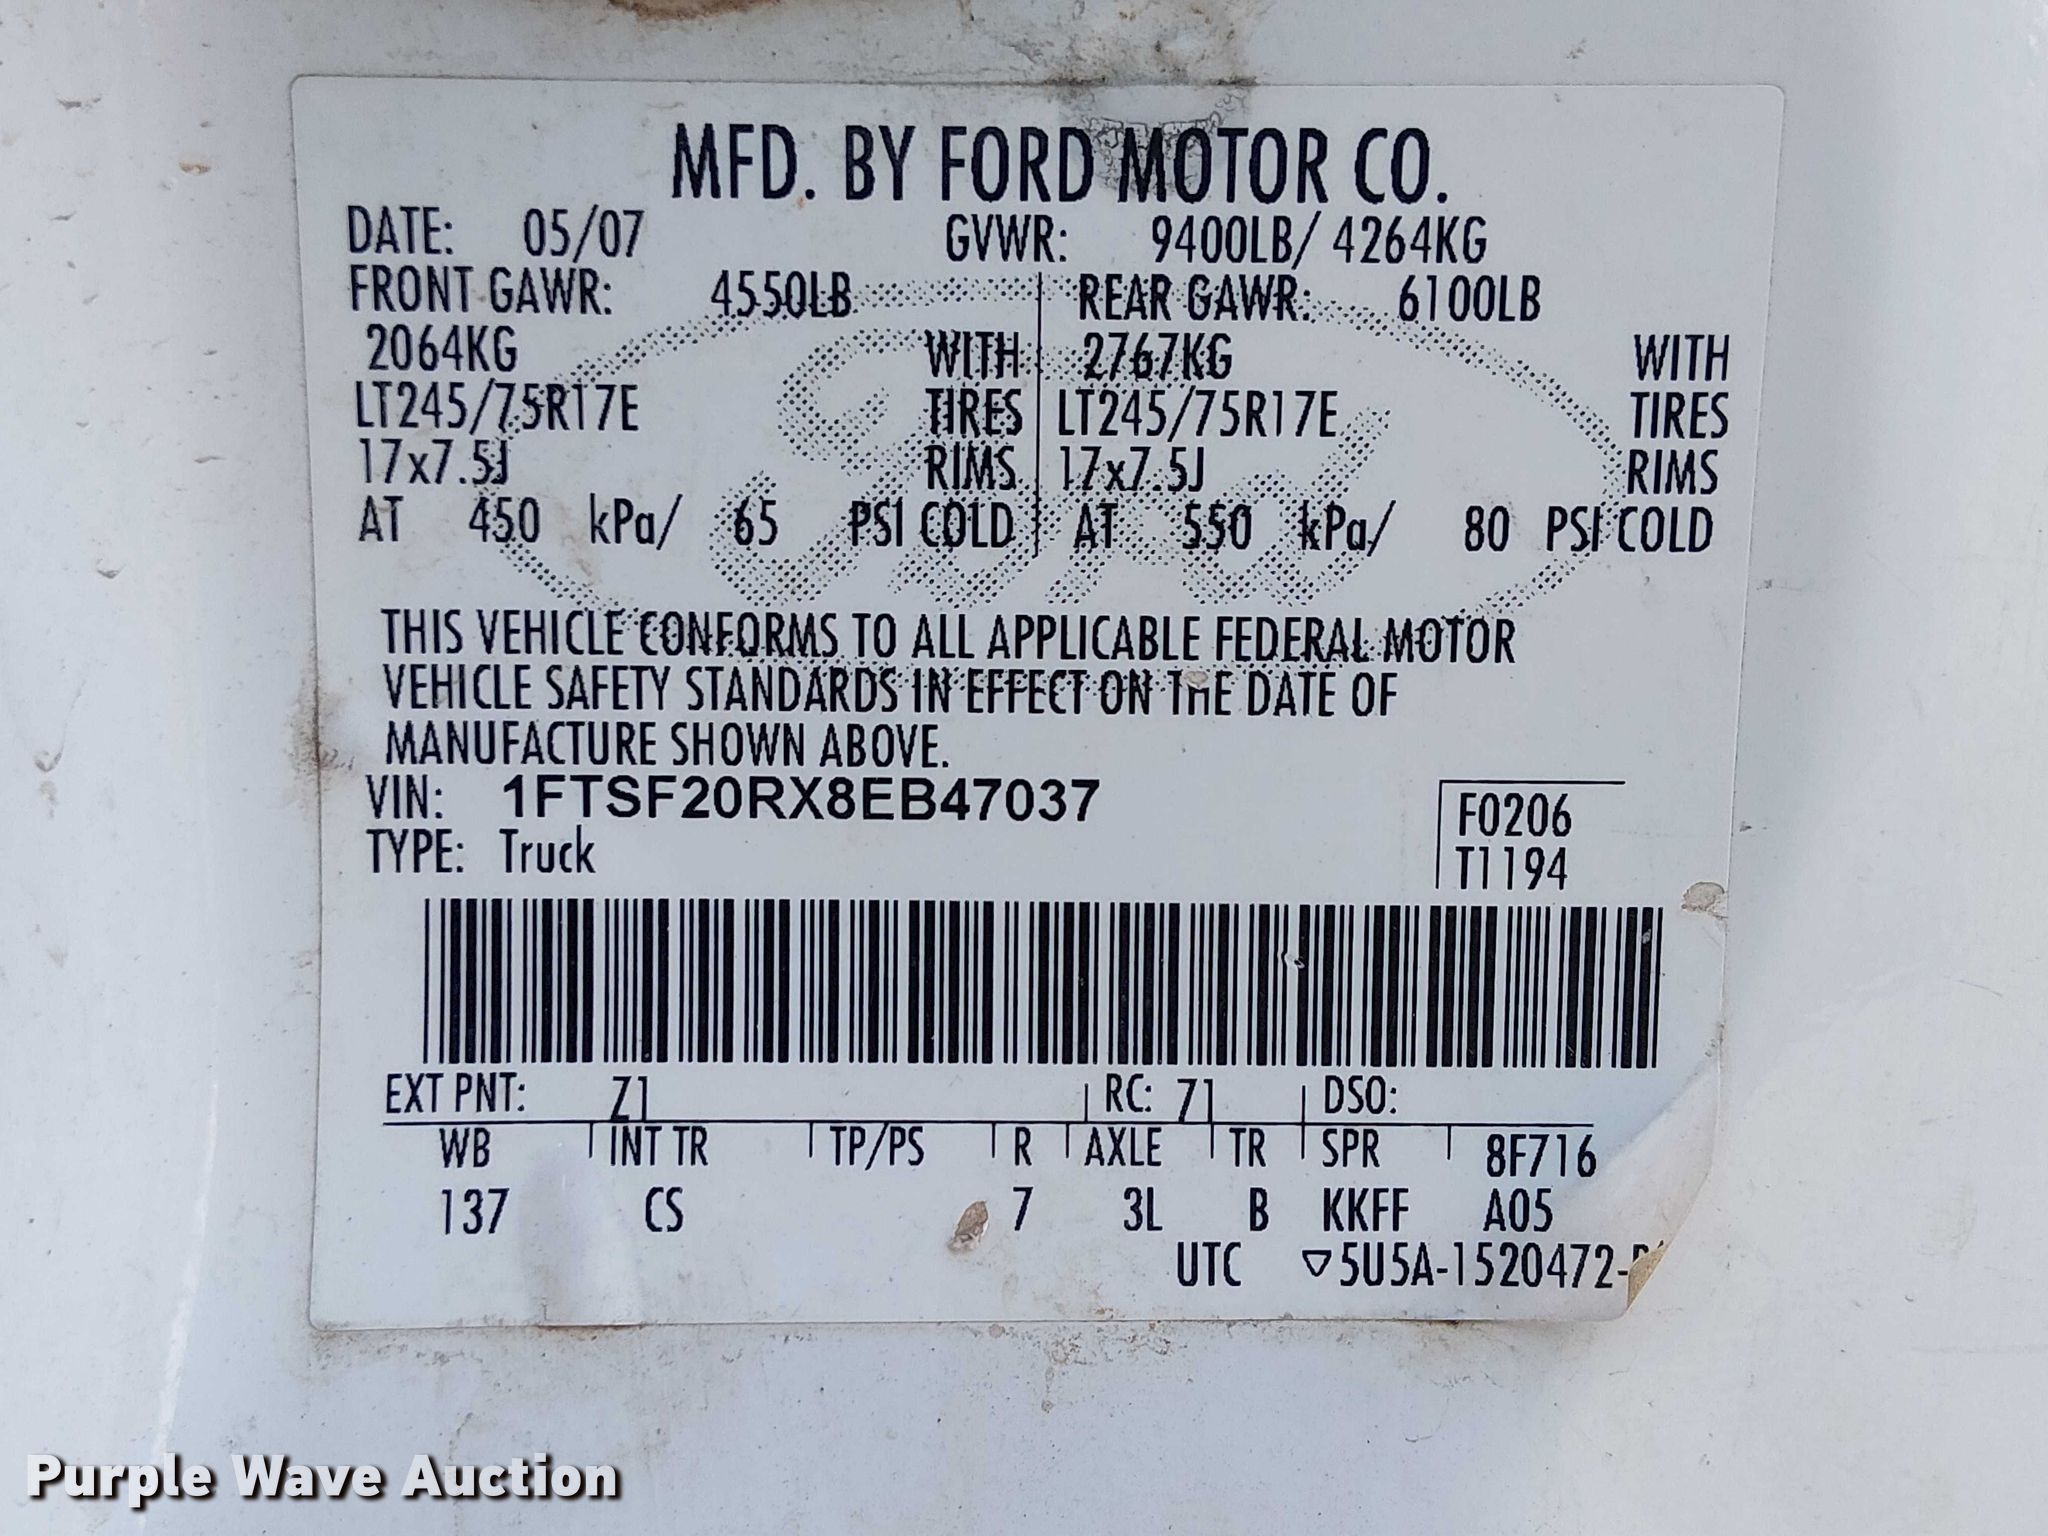 MFD. BY FORD MOTOR CO.
DATE: 05/07 GVWR: 9400LB/ 4264KG
FRONT GAWR: 4550LB REAR GAWR: 6100LB
2064KG WITH 2767KG WITH
LT245/75R17E TIRES LT245/75R17E TIRES
17x7.5J RIMS 17x7.5J RIMS
AT 450 kPa/ 65 PSI COLD AT 550 kPa/ 80 PSI COLD
THIS VEHICLE CONFORMS TO ALL APPLICABLE FEDERAL MOTOR
VEHICLE SAFETY STANDARDS IN EFFECT ON THE DATE OF
MANUFACTURE SHOWN ABOVE.
VIN: 1FTSF20RX8EB47037 F0206
TYPE: Truck T1194
EXT PNT: Z1 RC: 71 DSO:
WB INT TR TP/PS R AXLE TR SPR 8F716
137 CS 7 3L B KKFF A05
UTC ▽5U5A-1520472-
Purple Wave Auction